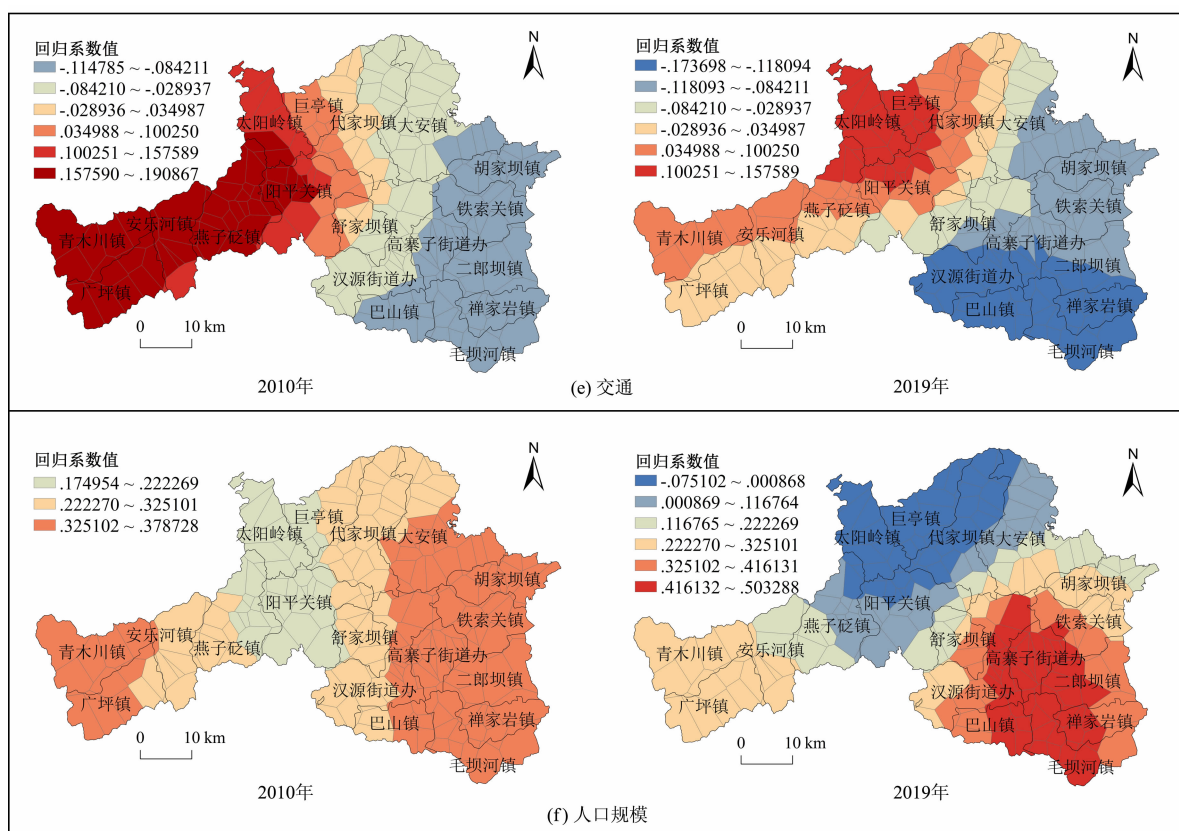 回归系数值
-.114785 ~ -.084211
-.084210 ~ -.028937
-.028936 ~ .034987
.034988 ~ .100250
.100251 ~ .157589
.157590 ~ .190867
N
巨亭镇
太阳岭镇
代家坝镇
大安镇
胡家坝镇
阳平关镇
铁索关镇
安乐河镇
燕子砭镇
舒家坝镇
青木川镇
高寨子街道办
汉源街道办
二郎坝镇
广坪镇
巴山镇
禅家岩镇
毛坝河镇
0 10 km
2010年
回归系数值
-.173698 ~ -.118094
-.118093 ~ -.084211
-.084210 ~ -.028937
-.028936 ~ .034987
.034988 ~ .100250
.100251 ~ .157589
N
巨亭镇
太阳岭镇
代家坝镇
大安镇
胡家坝镇
阳平关镇
铁索关镇
燕子砭镇
舒家坝镇
青木川镇
安乐河镇
高寨子街道办
汉源街道办
二郎坝镇
广坪镇
巴山镇
禅家岩镇
毛坝河镇
0 10 km
2019年
(e) 交通
回归系数值
.174954 ~ .222269
.222270 ~ .325101
.325102 ~ .378728
N
巨亭镇
太阳岭镇
代家坝镇
大安镇
胡家坝镇
阳平关镇
铁索关镇
安乐河镇
燕子砭镇
舒家坝镇
青木川镇
高寨子街道办
二郎坝镇
广坪镇
汉源街道办
巴山镇
禅家岩镇
毛坝河镇
0 10 km
2010年
回归系数值
-.075102 ~ .000868
.000869 ~ .116764
.116765 ~ .222269
.222270 ~ .325101
.325102 ~ .416131
.416132 ~ .503288
N
巨亭镇
太阳岭镇
代家坝镇
大安镇
胡家坝镇
阳平关镇
铁索关镇
燕子砭镇
舒家坝镇
青木川镇
安乐河镇
高寨子街道办
二郎坝镇
广坪镇
汉源街道办
巴山镇
禅家岩镇
毛坝河镇
0 10 km
2019年
(f) 人口规模